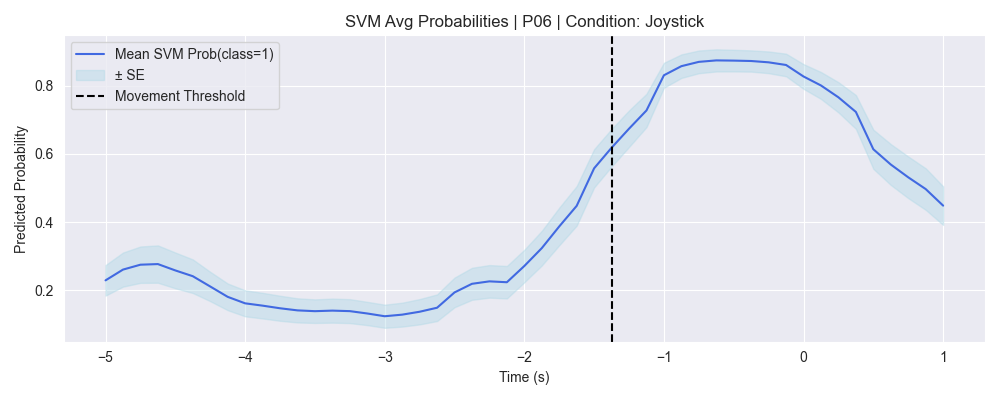 SVM Avg Probabilities | P06 | Condition: Joystick
Mean SVM Prob(class=1)
± SE
Movement Threshold
Predicted Probability
0.8
0.6
0.4
0.2
−5
−4
−3
−2
−1
0
1
Time (s)